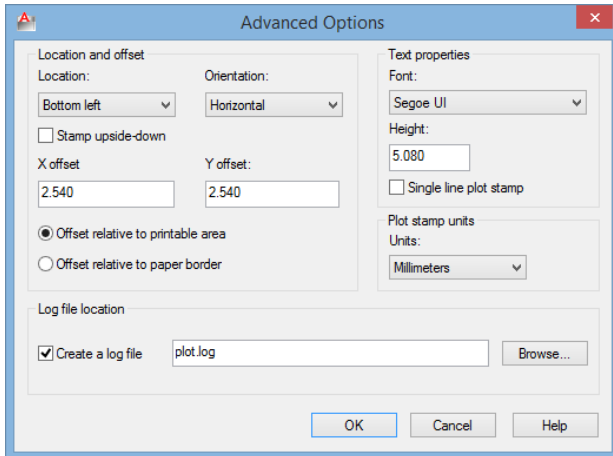 Advanced Options
Location and offset
Location:
Orientation:
Bottom left
Horizontal
Stamp upside-down
X offset
Y offset:
2.540
2.540
Offset relative to printable area
Offset relative to paper border
Text properties
Font:
Segoe UI
Height:
5.080
Single line plot stamp
Plot stamp units
Units:
Millimeters
Log file location
Create a log file
plot.log
Browse...
OK
Cancel
Help